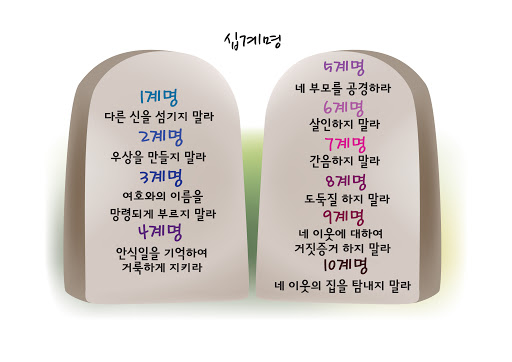 십계명
1계명
다른 신을 섬기지 말라
2계명
우상을 만들지 말라
3계명
여호와의 이름을
망령되게 부르지 말라
4계명
안식일을 기억하여
거룩하게 지키라
5계명
네 부모를 공경하라
6계명
살인하지 말라
7계명
간음하지 말라
8계명
도둑질 하지 말라
9계명
네 이웃에 대하여
거짓증거 하지 말라
10계명
네 이웃의 집을 탐내지 말라